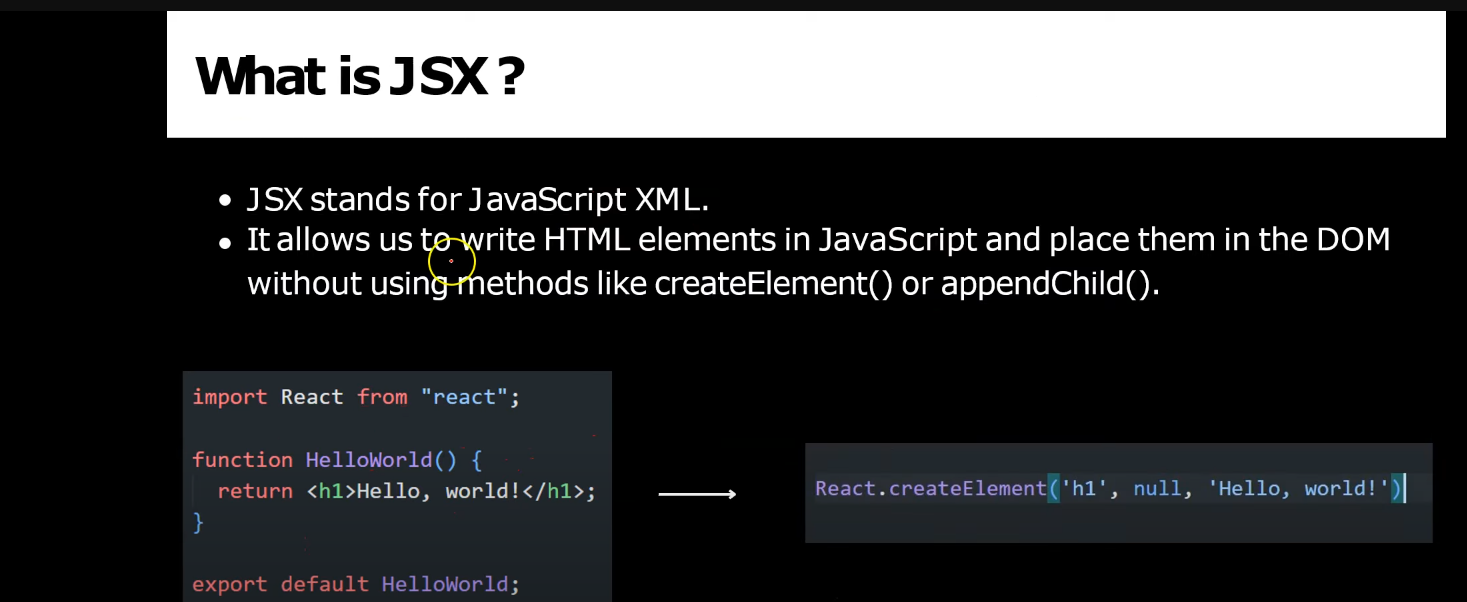 What is JSX ?
• JSX stands for JavaScript XML.
• It allows us to write HTML elements in JavaScript and place them in the DOM
without using methods like createElement() or appendChild().
import React from "react";
function HelloWorld() {
  return <h1>Hello, world!</h1>;
}
export default HelloWorld;
React.createElement('h1', null, 'Hello, world!')